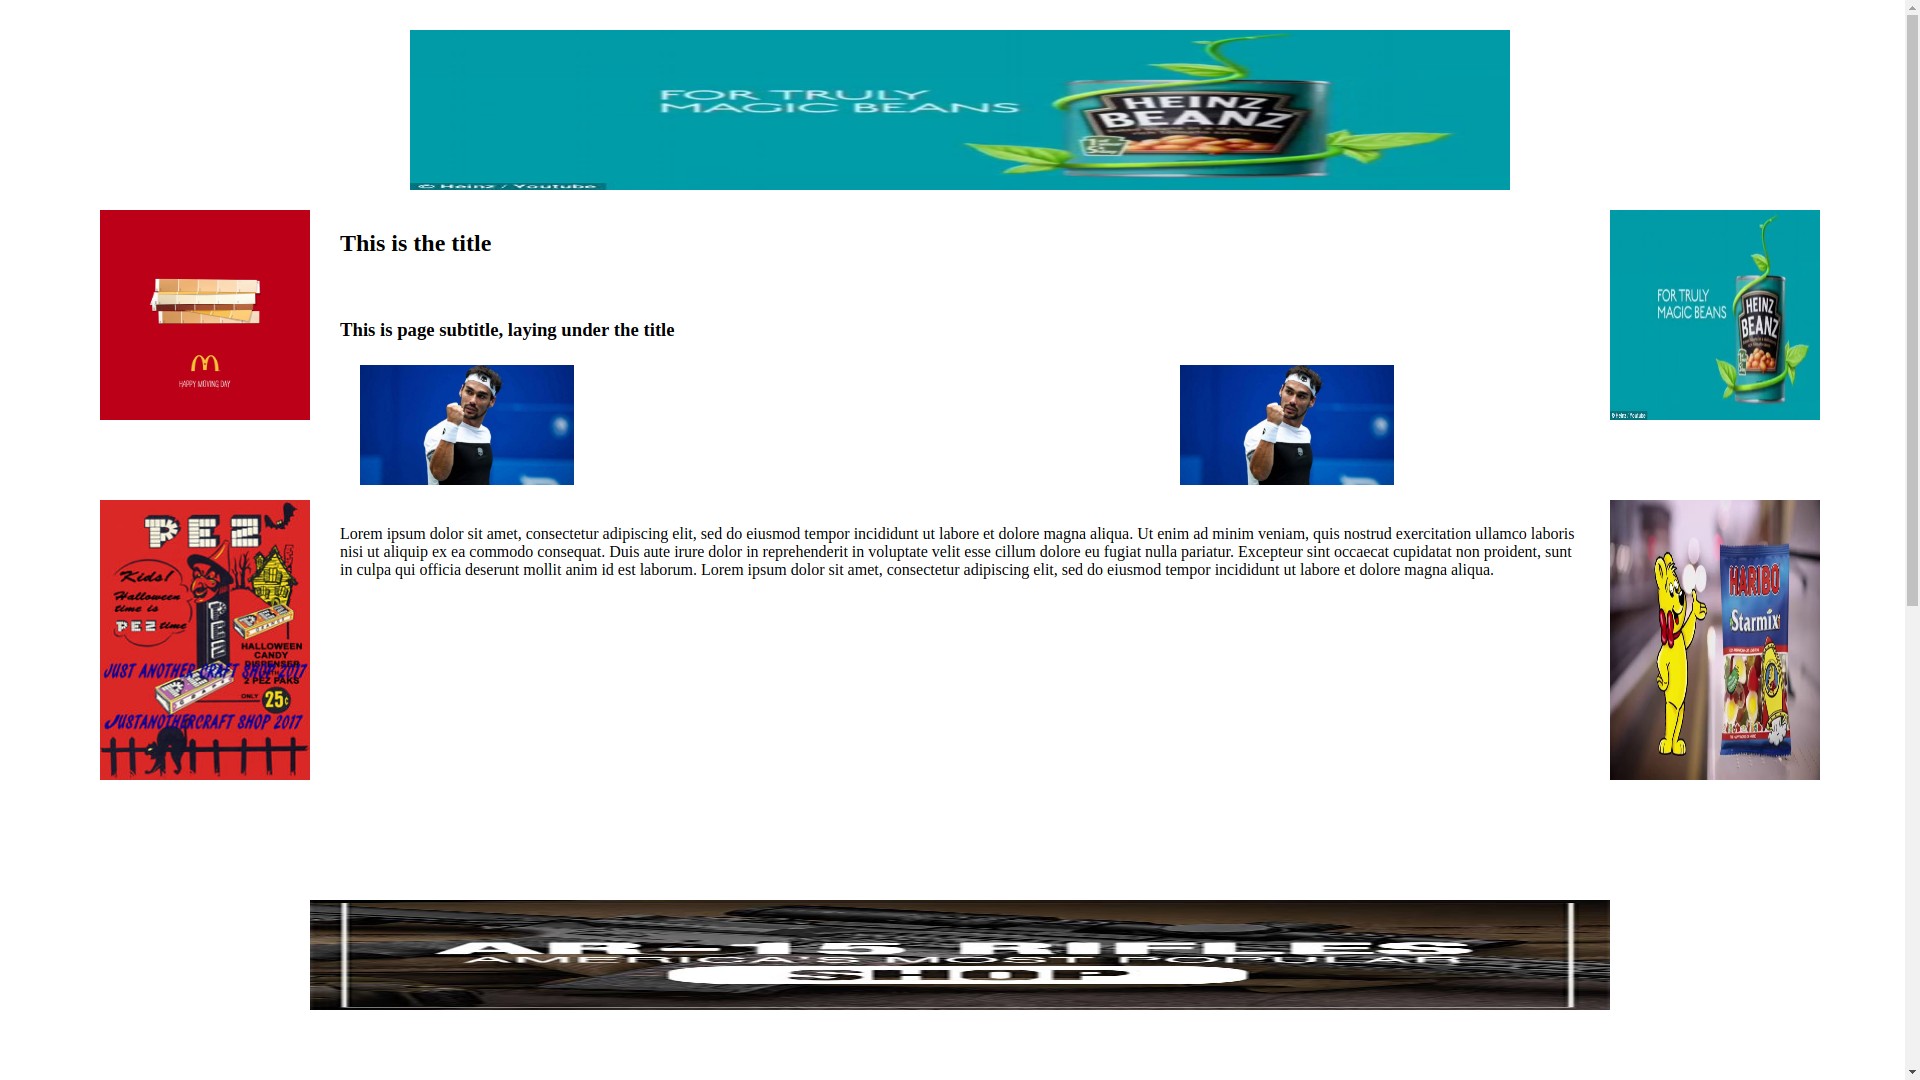 FOR TRULY
MAGIC BEANS
HEINZ
BEANZ
© Heinz / Youtube
HAPPY MOVING DAY
This is the title
FOR TRULY
MAGIC BEANS
HEINZ
BEANZ
© Heinz / Youtube
This is page subtitle, laying under the title
PEZ
Kids!
Halloween
time is
PEZ time
PEZ
PEZ
HALLOWEEN
CANDY
DISPENSER
JUST ANOTHER CRAFT SHOP 2017
2 PEZ PAKS
PEZ
ONLY 25¢
JUSTANOTHERCRAFT SHOP 2017
Lorem ipsum dolor sit amet, consectetur adipiscing elit, sed do eiusmod tempor incididunt ut labore et dolore magna aliqua. Ut enim ad minim veniam, quis nostrud exercitation ullamco laboris
nisi ut aliquip ex ea commodo consequat. Duis aute irure dolor in reprehenderit in voluptate velit esse cillum dolore eu fugiat nulla pariatur. Excepteur sint occaecat cupidatat non proident, sunt
in culpa qui officia deserunt mollit anim id est laborum. Lorem ipsum dolor sit amet, consectetur adipiscing elit, sed do eiusmod tempor incididunt ut labore et dolore magna aliqua.
HARIBO
Starmix
AR-15 RIFLES
AMERICA'S MOST POPULAR
SHOP